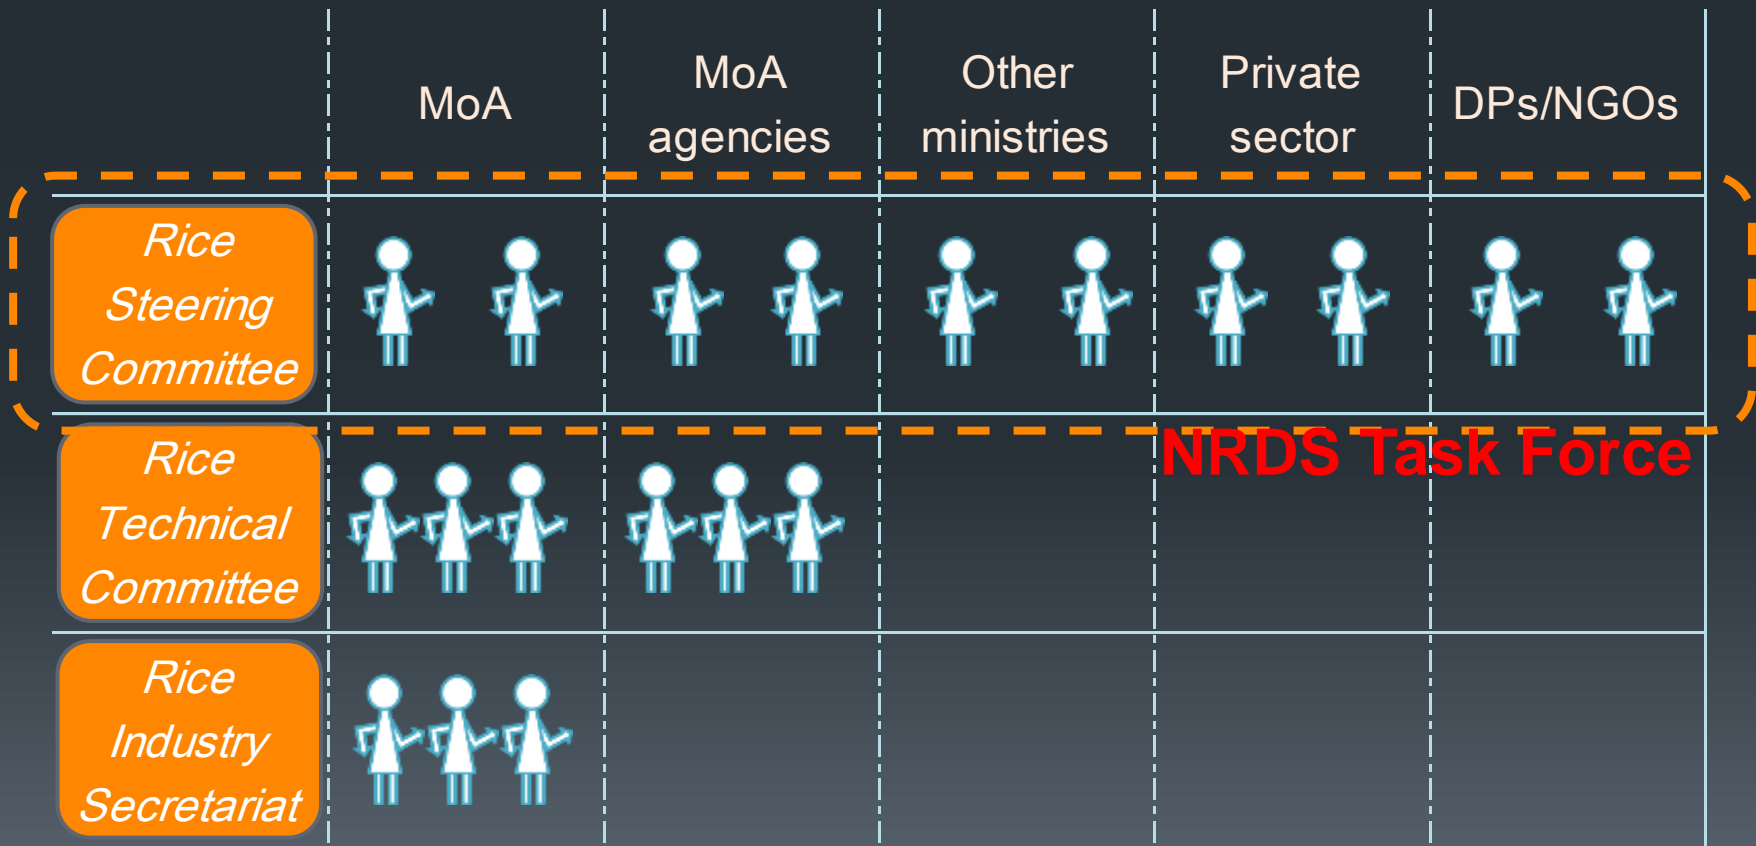 MoA
MoA
agencies
Other
ministries
Private
sector
DPs/NGOs
Rice
Steering
Committee
NRDS Task Force
Rice
Technical
Committee
Rice
Industry
Secretariat